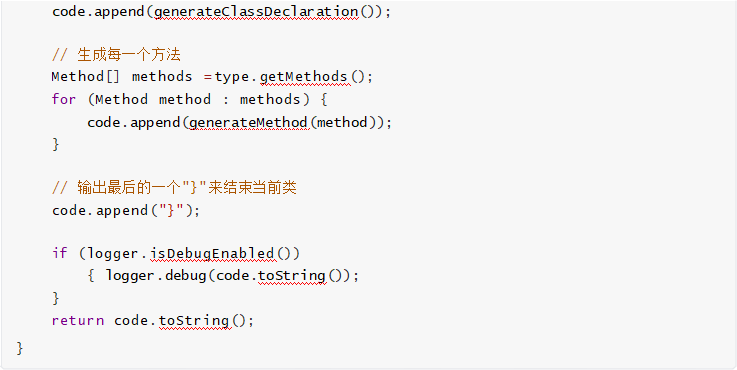 code.append(generateClassDeclaration());
// 生成每一个方法
Method[] methods =type.getMethods();
for (Method method : methods) {
code.append(generateMethod(method));
}
// 输出最后的一个"}"来结束当前类
code.append("}");
if (logger.isDebugEnabled())
{ logger.debug(code.toString());
}
return code.toString();
}